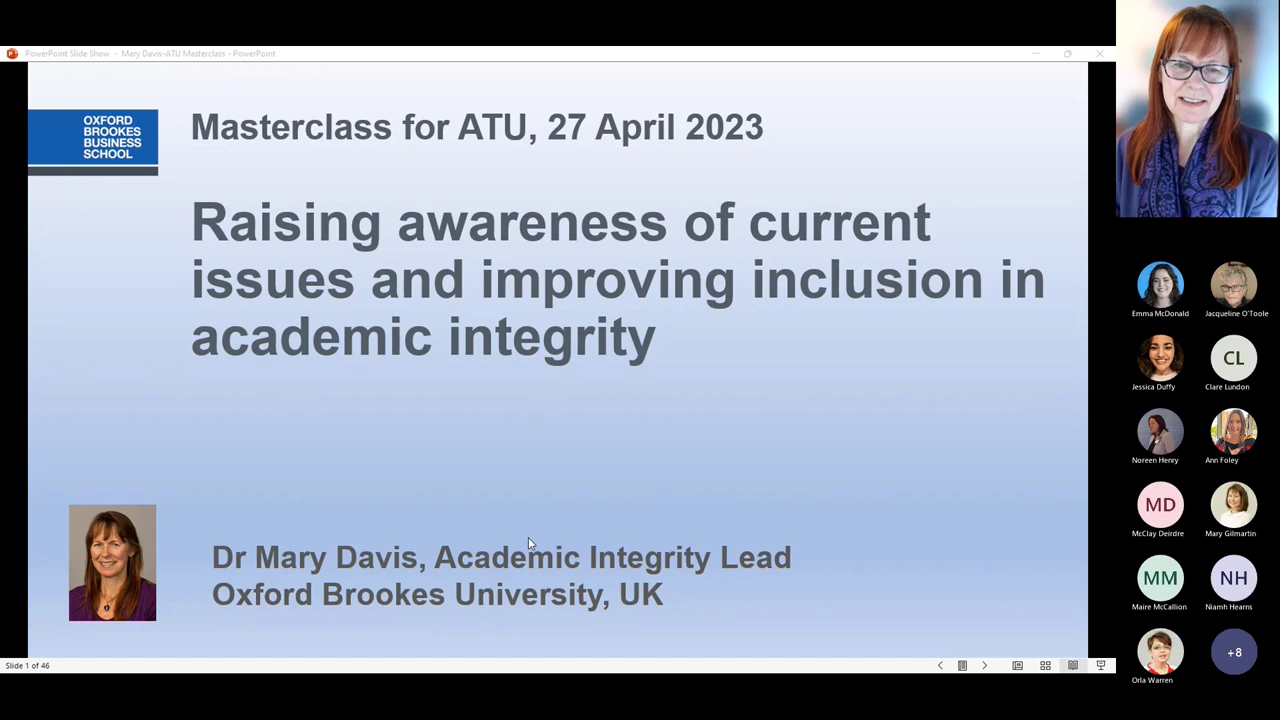 PowerPoint Slide Show - Mary Davis-ATU Masterclass - PowerPoint
OXFORD
BROOKES
BUSINESS
SCHOOL
Masterclass for ATU, 27 April 2023
Raising awareness of current
issues and improving inclusion in
academic integrity
Dr Mary Davis, Academic Integrity Lead
Oxford Brookes University, UK
Slide 1 of 46
Emma McDonald
Jacqueline O'Toole
Jessica Duffy
CL
Clare Lundon
Noreen Henry
Ann Foley
MD
McClay Deirdre
Mary Gilmartin
MM
Maire McCallion
NH
Niamh Hearns
Orla Warren
+8